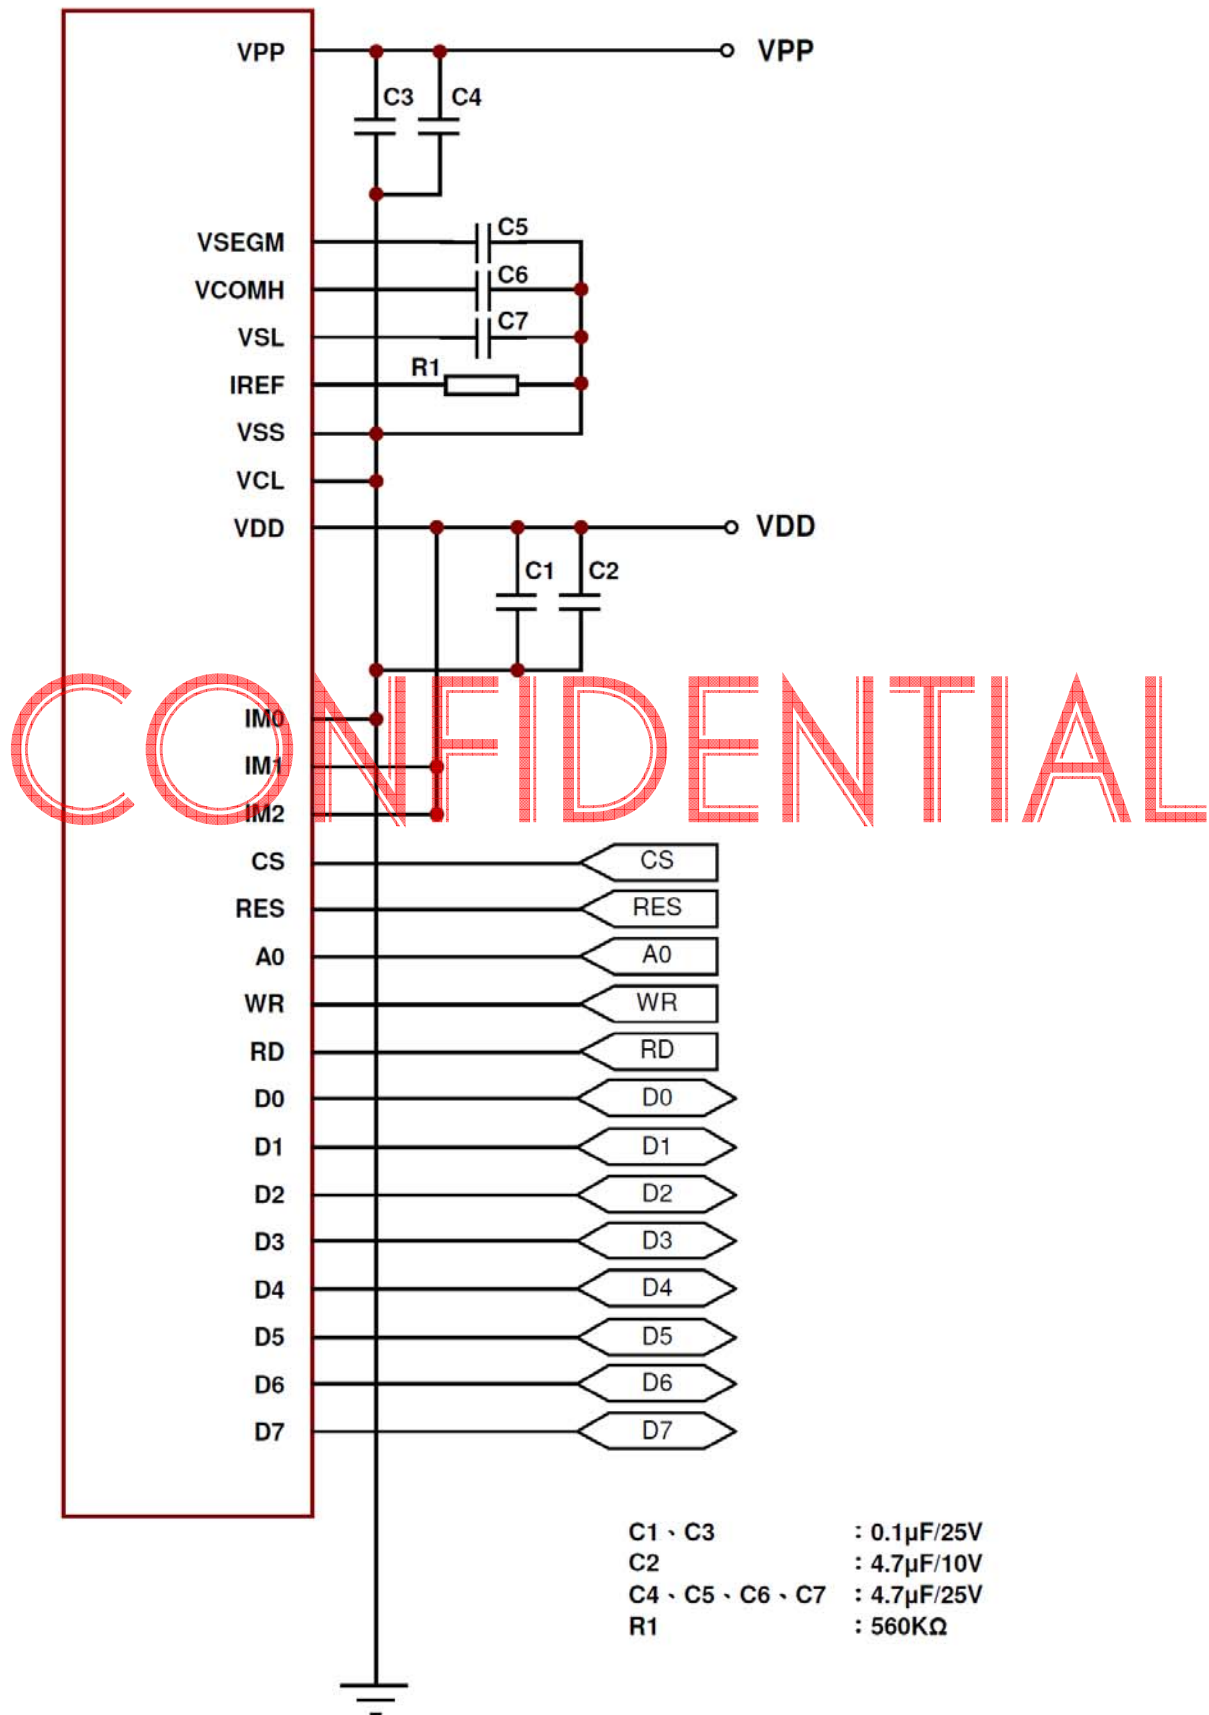 VPP VPP
C3 C4
VSEGM C5
VCOMH C6
VSL C7
IREF R1
VSS
VCL
VDD VDD
C1 C2
CONFIDENTIAL
IM0
IM1
IM2
CS CS
RES RES
A0 A0
WR WR
RD RD
D0 D0
D1 D1
D2 D2
D3 D3
D4 D4
D5 D5
D6 D6
D7 D7
C1、C3 : 0.1µF/25V
C2 : 4.7µF/10V
C4、C5、C6、C7 : 4.7µF/25V
R1 : 560KΩ